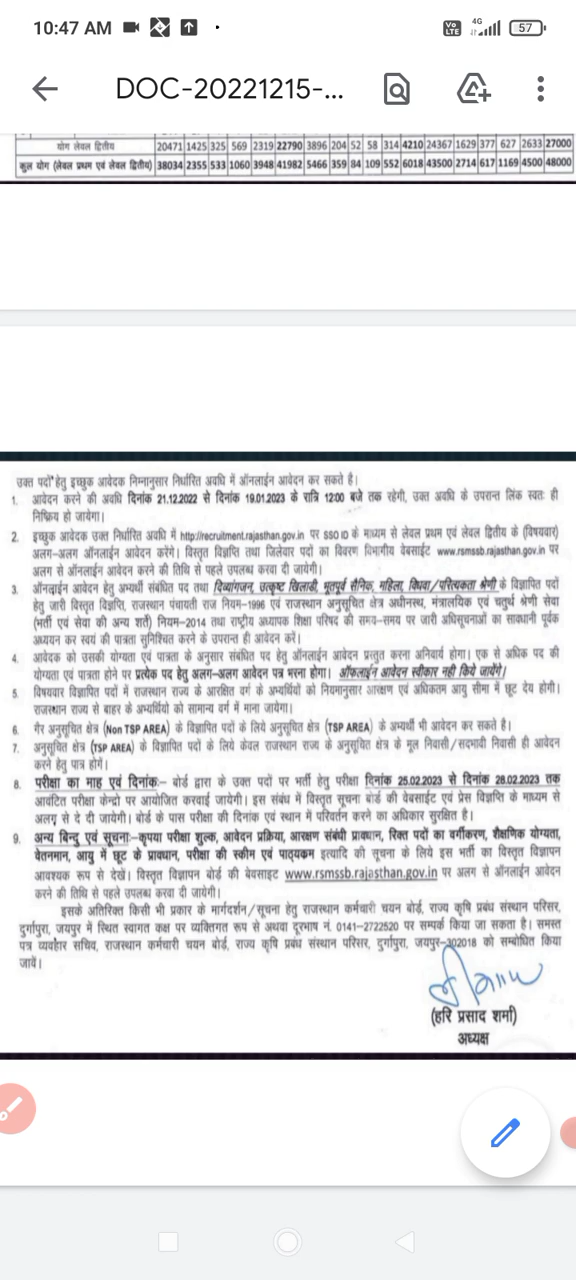 10:47 AM
Vo LTE 4G 57
DOC-20221215-...
योग लेवल द्वितीय 20471 1425 325 569 2319 22790 3896 204 52 58 314 4210 24367 1629 377 627 2633 27000
कुल योग (लेवल प्रथम एवं लेवल द्वितीय) 38034 2355 533 1060 3948 41982 5466 359 84 109 552 6018 43500 2714 617 1169 4500 48000
उक्त पदों हेतु इच्छुक आवेदक निम्नानुसार निर्धारित अवधि में ऑनलाईन आवेदन कर सकते है।
1. आवेदन करने की अवधि दिनांक 21.12.2022 से दिनांक 19.01.2023 के रात्रि 12:00 बजे तक रहेगी, उक्त अवधि के उपरान्त लिंक स्वतः ही
निष्क्रिय हो जायेगा।
2. इच्छुक आवेदक उक्त निर्धारित अवधि में http://recruitment.rajasthan.gov.in पर SSO ID के माध्यम से लेवल प्रथम एवं लेवल द्वितीय के (विषयवार)
अलग-अलग ऑनलाईन आवेदन करेंगे। विस्तृत विज्ञप्ति तथा जिलेवार पदों का विवरण विभागीय वेबसाईट www.rsmssb.rajasthan.gov.in पर
अलग से ऑनलाईन आवेदन करने की तिथि से पहले उपलब्ध करवा दी जायेगी।
3. ऑनलाईन आवेदन हेतु अभ्यर्थी संबंधित पद तथा दिव्यांगजन, उत्कृष्ट खिलाडी, भूतपूर्व सैनिक, महिला, विधवा/परित्यक्ता श्रेणी के विज्ञापित पदों
हेतु जारी विस्तृत विज्ञप्ति, राजस्थान पंचायती राज नियम-1996 एवं राजस्थान अनुसूचित क्षेत्र अधीनस्थ, मंत्रालयिक एवं चतुर्थ श्रेणी सेवा
(भर्ती एवं सेवा की अन्य शर्तें) नियम-2014 तथा राष्ट्रीय अध्यापक शिक्षा परिषद की समय-समय पर जारी अधिसूचनाओं का सावधानी पूर्वक
अध्ययन कर स्वयं की पात्रता सुनिश्चित करने के उपरान्त ही आवेदन करें।
4. आवेदक को उसकी योग्यता एवं पात्रता के अनुसार संबंधित पद हेतु ऑनलाईन आवेदन प्रस्तुत करना अनिवार्य होगा। एक से अधिक पद की
योग्यता एवं पात्रता होने पर प्रत्येक पद हेतु अलग-अलग आवेदन पत्र भरना होगा। ऑफलाईन आवेदन स्वीकार नही किये जायेंगे।
5. विषयवार विज्ञापित पदों में राजस्थान राज्य के आरक्षित वर्ग के अभ्यर्थियों को नियमानुसार आरक्षण एवं अधिकतम आयु सीमा में छूट देय होगी।
राजस्थान राज्य से बाहर के अभ्यर्थियों को सामान्य वर्ग में माना जायेगा।
6. गैर अनुसूचित क्षेत्र (Non TSP AREA) के विज्ञापित पदों के लिये अनुसूचित क्षेत्र (TSP AREA) के अभ्यर्थी भी आवेदन कर सकते है।
7. अनुसूचित क्षेत्र (TSP AREA) के विज्ञापित पदों के लिये केवल राजस्थान राज्य के अनुसूचित क्षेत्र के मूल निवासी/सदभावी निवासी ही आवेदन
करने हेतु पात्र होंगें।
8. परीक्षा का माह एवं दिनांक:- बोर्ड द्वारा के उक्त पदों पर भर्ती हेतु परीक्षा दिनांक 25.02.2023 से दिनांक 28.02.2023 तक
आवंटित परीक्षा केन्द्रो पर आयोजित करवाई जायेगी। इस संबंध में विस्तृत सूचना बोर्ड की वेबसाईट एवं प्रेस विज्ञप्ति के माध्यम से
अलग से दे दी जायेगी। बोर्ड के पास परीक्षा की दिनांक एवं स्थान में परिवर्तन करने का अधिकार सुरक्षित है।
9. अन्य बिन्दु एवं सूचना:-कृपया परीक्षा शुल्क, आवेदन प्रक्रिया, आरक्षण संबंधी प्रावधान, रिक्त पदों का वर्गीकरण, शैक्षणिक योग्यता,
वेतनमान, आयु में छूट के प्रावधान, परीक्षा की स्कीम एवं पाठ्यक्रम इत्यादि की सूचना के लिये इस भर्ती का विस्तृत विज्ञापन
आवश्यक रूप से देखे। विस्तृत विज्ञापन बोर्ड की बेवसाइट www.rsmssb.rajasthan.gov.in पर अलग से ऑनलाईन आवेदन
करने की तिथि से पहले उपलब्ध करवा दी जायेगी।
इसके अतिरिक्त किसी भी प्रकार के मार्गदर्शन/सूचना हेतु राजस्थान कर्मचारी चयन बोर्ड, राज्य कृषि प्रबंध संस्थान परिसर,
दुर्गापुरा, जयपुर में स्थित स्वागत कक्ष पर व्यक्तिगत रूप से अथवा दूरभाष नं. 0141-2722520 पर सम्पर्क किया जा सकता है। समस्त
पत्र व्यवहार सचिव, राजस्थान कर्मचारी चयन बोर्ड, राज्य कृषि प्रबंध संस्थान परिसर, दुर्गापुरा, जयपुर-302018 को सम्बोधित किया
जावें।
(हरि प्रसाद शर्मा)
अध्यक्ष